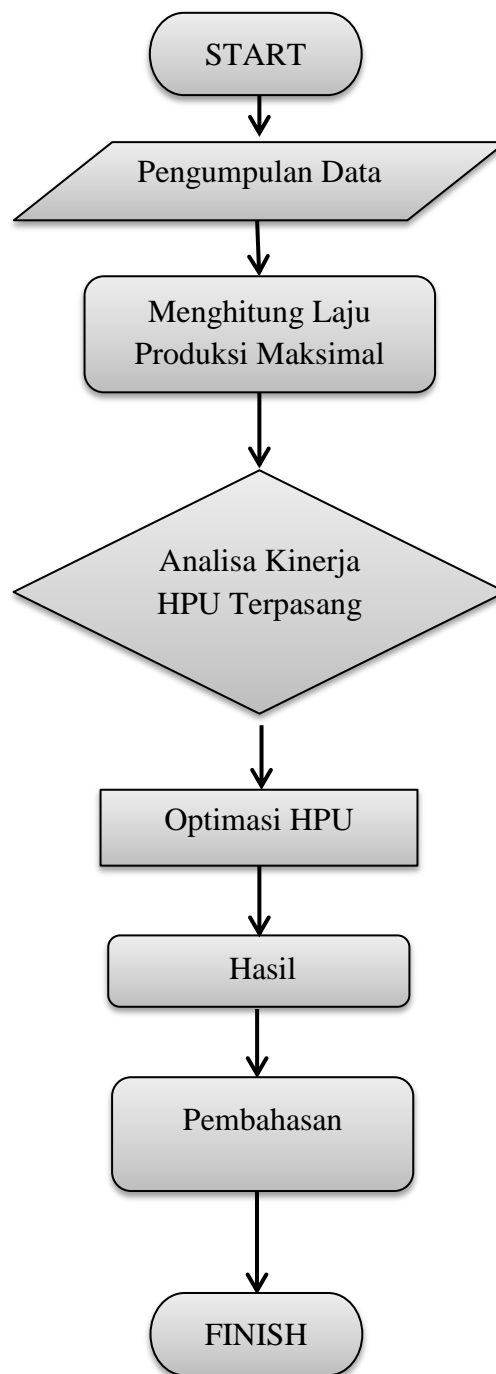 START
Pengumpulan Data
Menghitung Laju
Produksi Maksimal
Analisa Kinerja
HPU Terpasang
Optimasi HPU
Hasil
Pembahasan
FINISH